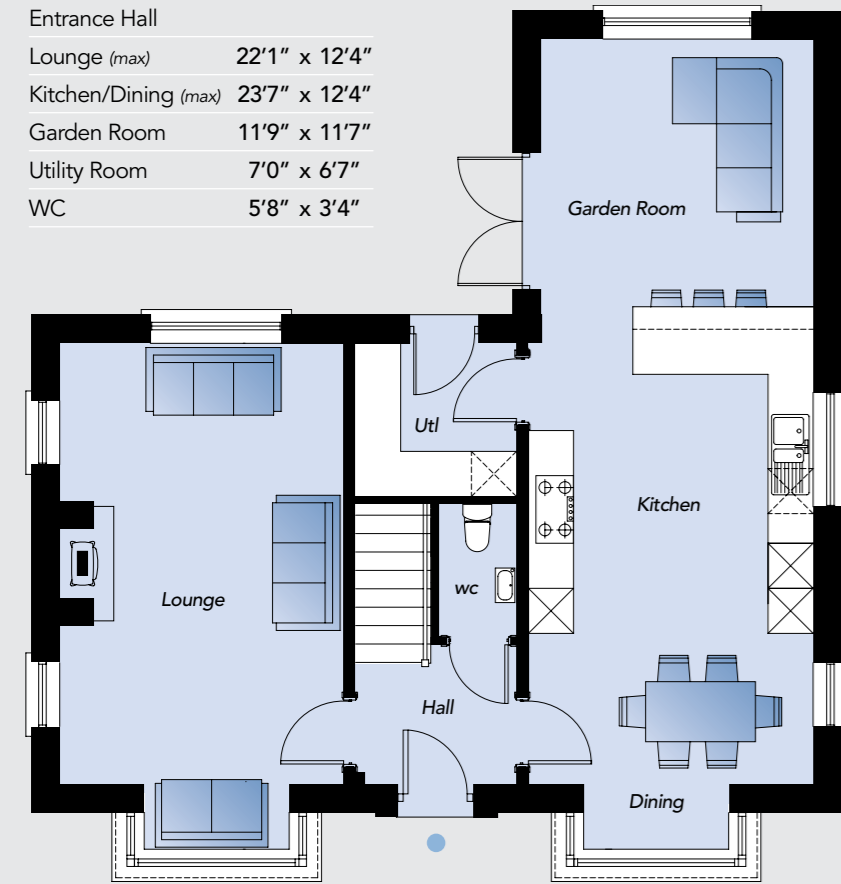 Entrance Hall
Lounge (max) 22'1" x 12'4"
Kitchen/Dining (max) 23'7" x 12'4"
Garden Room 11'9" x 11'7"
Utility Room 7'0" x 6'7"
WC 5'8" x 3'4"
Garden Room
Utl
Kitchen
wc
Lounge
Hall
Dining